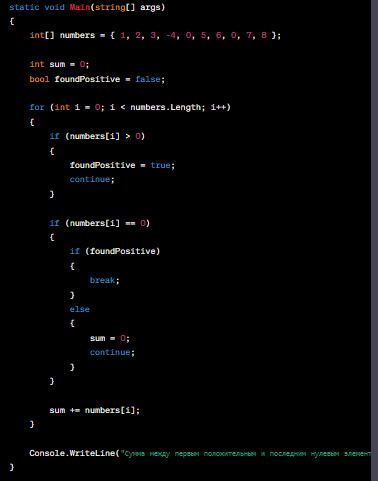 static void Main(string[] args)
{
int[] numbers = { 1, 2, 3, -4, 0, 5, 6, 0, 7, 8 };
int sum = 0;
bool foundPositive = false;
for (int i = 0; i < numbers.Length; i++)
{
if (numbers[i] > 0)
{
foundPositive = true;
continue;
}
if (numbers[i] == 0)
{
if (foundPositive)
{
break;
}
else
{
sum = 0;
continue;
}
}
sum += numbers[i];
}
Console.WriteLine("Сумма между первым положительным и последним нулевым элемент
}